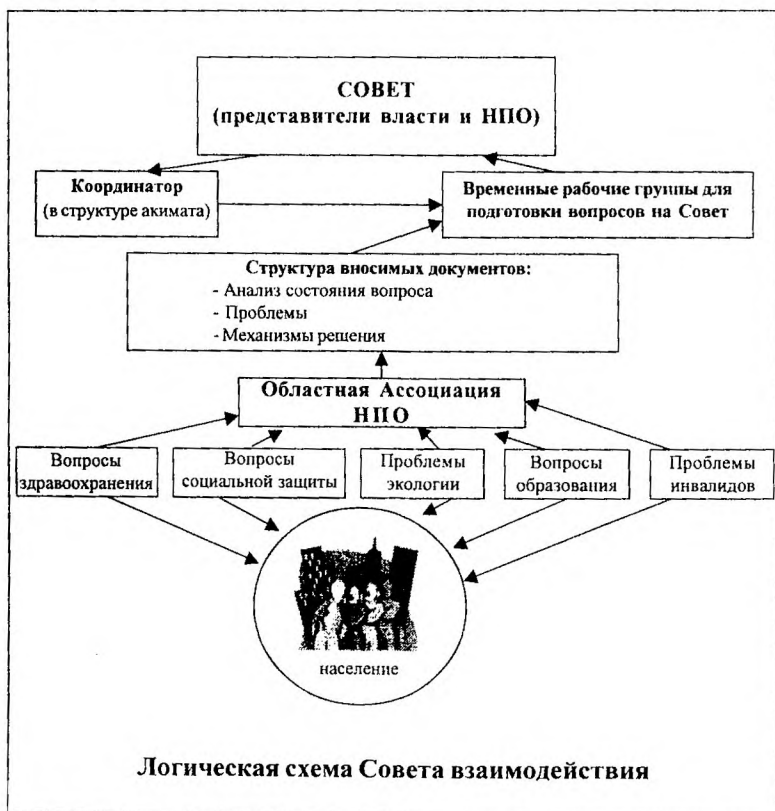 СОВЕТ
(представители власти и НПО)
Координатор
(в структуре акимата)
Временные рабочие группы для
подготовки вопросов на Совет
Структура вносимых документов:
- Анализ состояния вопроса
- Проблемы
- Механизмы решения
Областная Ассоциация
НПО
Вопросы
здравоохранения
Вопросы
социальной защиты
Проблемы
экологии
Вопросы
образования
Проблемы
инвалидов
население
Логическая схема Совета взаимодействия